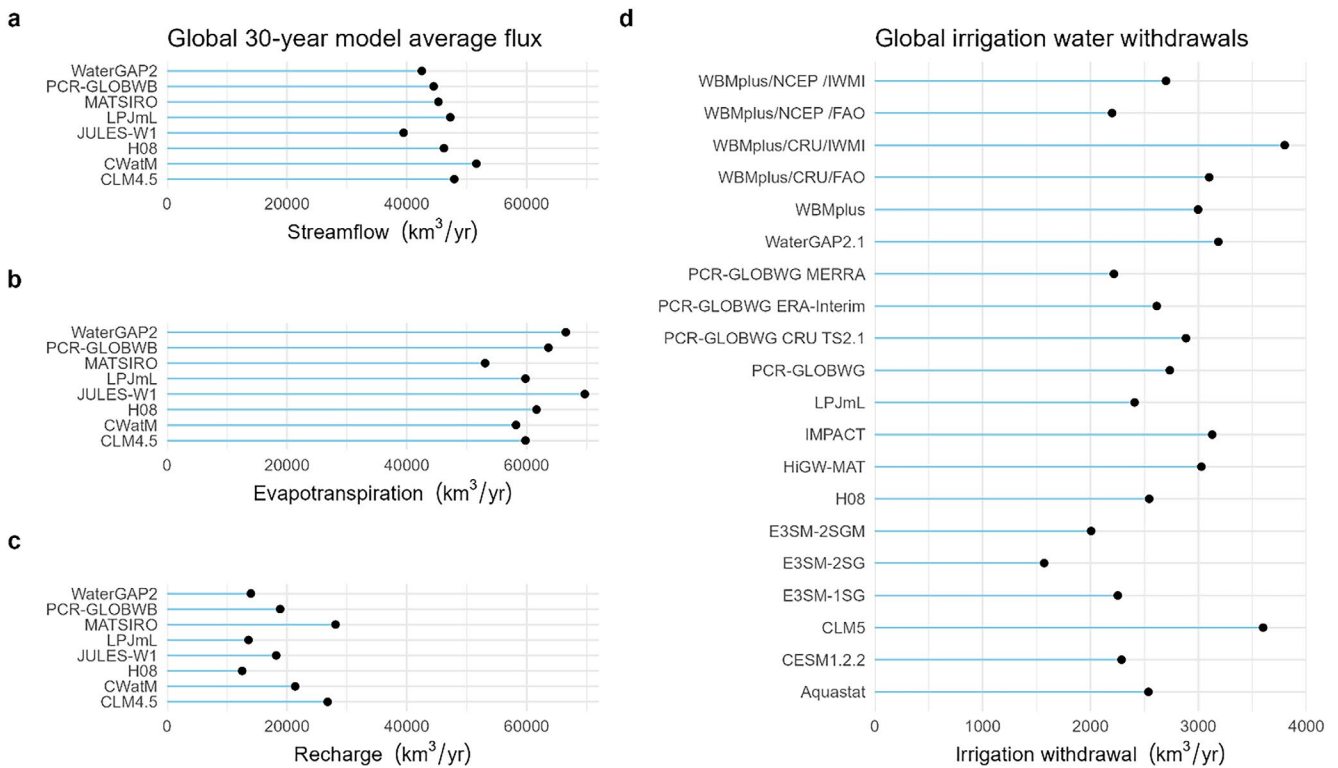 a
Global 30-year model average flux
WaterGAP2
PCR-GLOBWB
MATSIRO
LPJmL
JULES-W1
H08
CWatM
CLM4.5
0 20000 40000 60000
Streamflow (km³/yr)
b
WaterGAP2
PCR-GLOBWB
MATSIRO
LPJmL
JULES-W1
H08
CWatM
CLM4.5
0 20000 40000 60000
Evapotranspiration (km³/yr)
c
WaterGAP2
PCR-GLOBWB
MATSIRO
LPJmL
JULES-W1
H08
CWatM
CLM4.5
0 20000 40000 60000
Recharge (km³/yr)
d
Global irrigation water withdrawals
WBMplus/NCEP /IWMI
WBMplus/NCEP /FAO
WBMplus/CRU/IWMI
WBMplus/CRU/FAO
WBMplus
WaterGAP2.1
PCR-GLOBWG MERRA
PCR-GLOBWG ERA-Interim
PCR-GLOBWG CRU TS2.1
PCR-GLOBWG
LPJmL
IMPACT
HiGW-MAT
H08
E3SM-2SGM
E3SM-2SG
E3SM-1SG
CLM5
CESM1.2.2
Aquastat
0 1000 2000 3000 4000
Irrigation withdrawal (km³/yr)